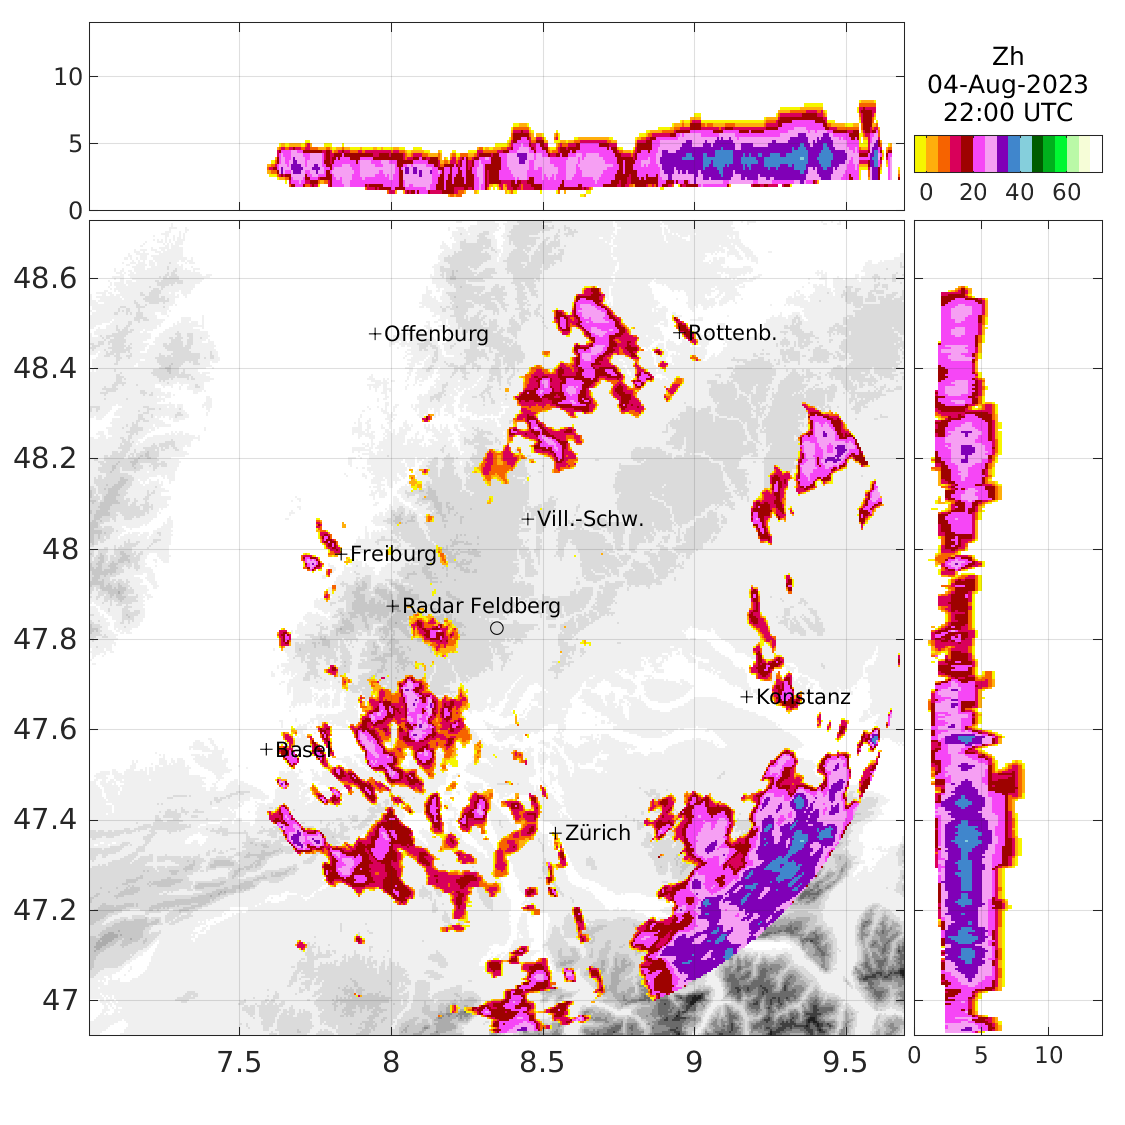 10
5
0
Zh
04-Aug-2023
22:00 UTC
0 20 40 60
48.6
48.4
48.2
48
47.8
47.6
47.4
47.2
47
+Offenburg
+Rottenb.
+Vill.-Schw.
+Freiburg
+Radar Feldberg
+Konstanz
+Basel
+Zürich
7.5 8 8.5 9 9.5
0 5 10